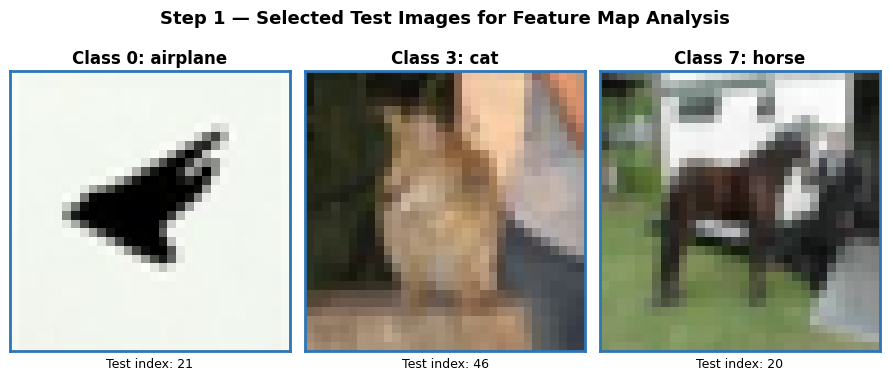 Step 1 — Selected Test Images for Feature Map Analysis
Class 0: airplane
Class 3: cat
Class 7: horse
Test index: 21
Test index: 46
Test index: 20